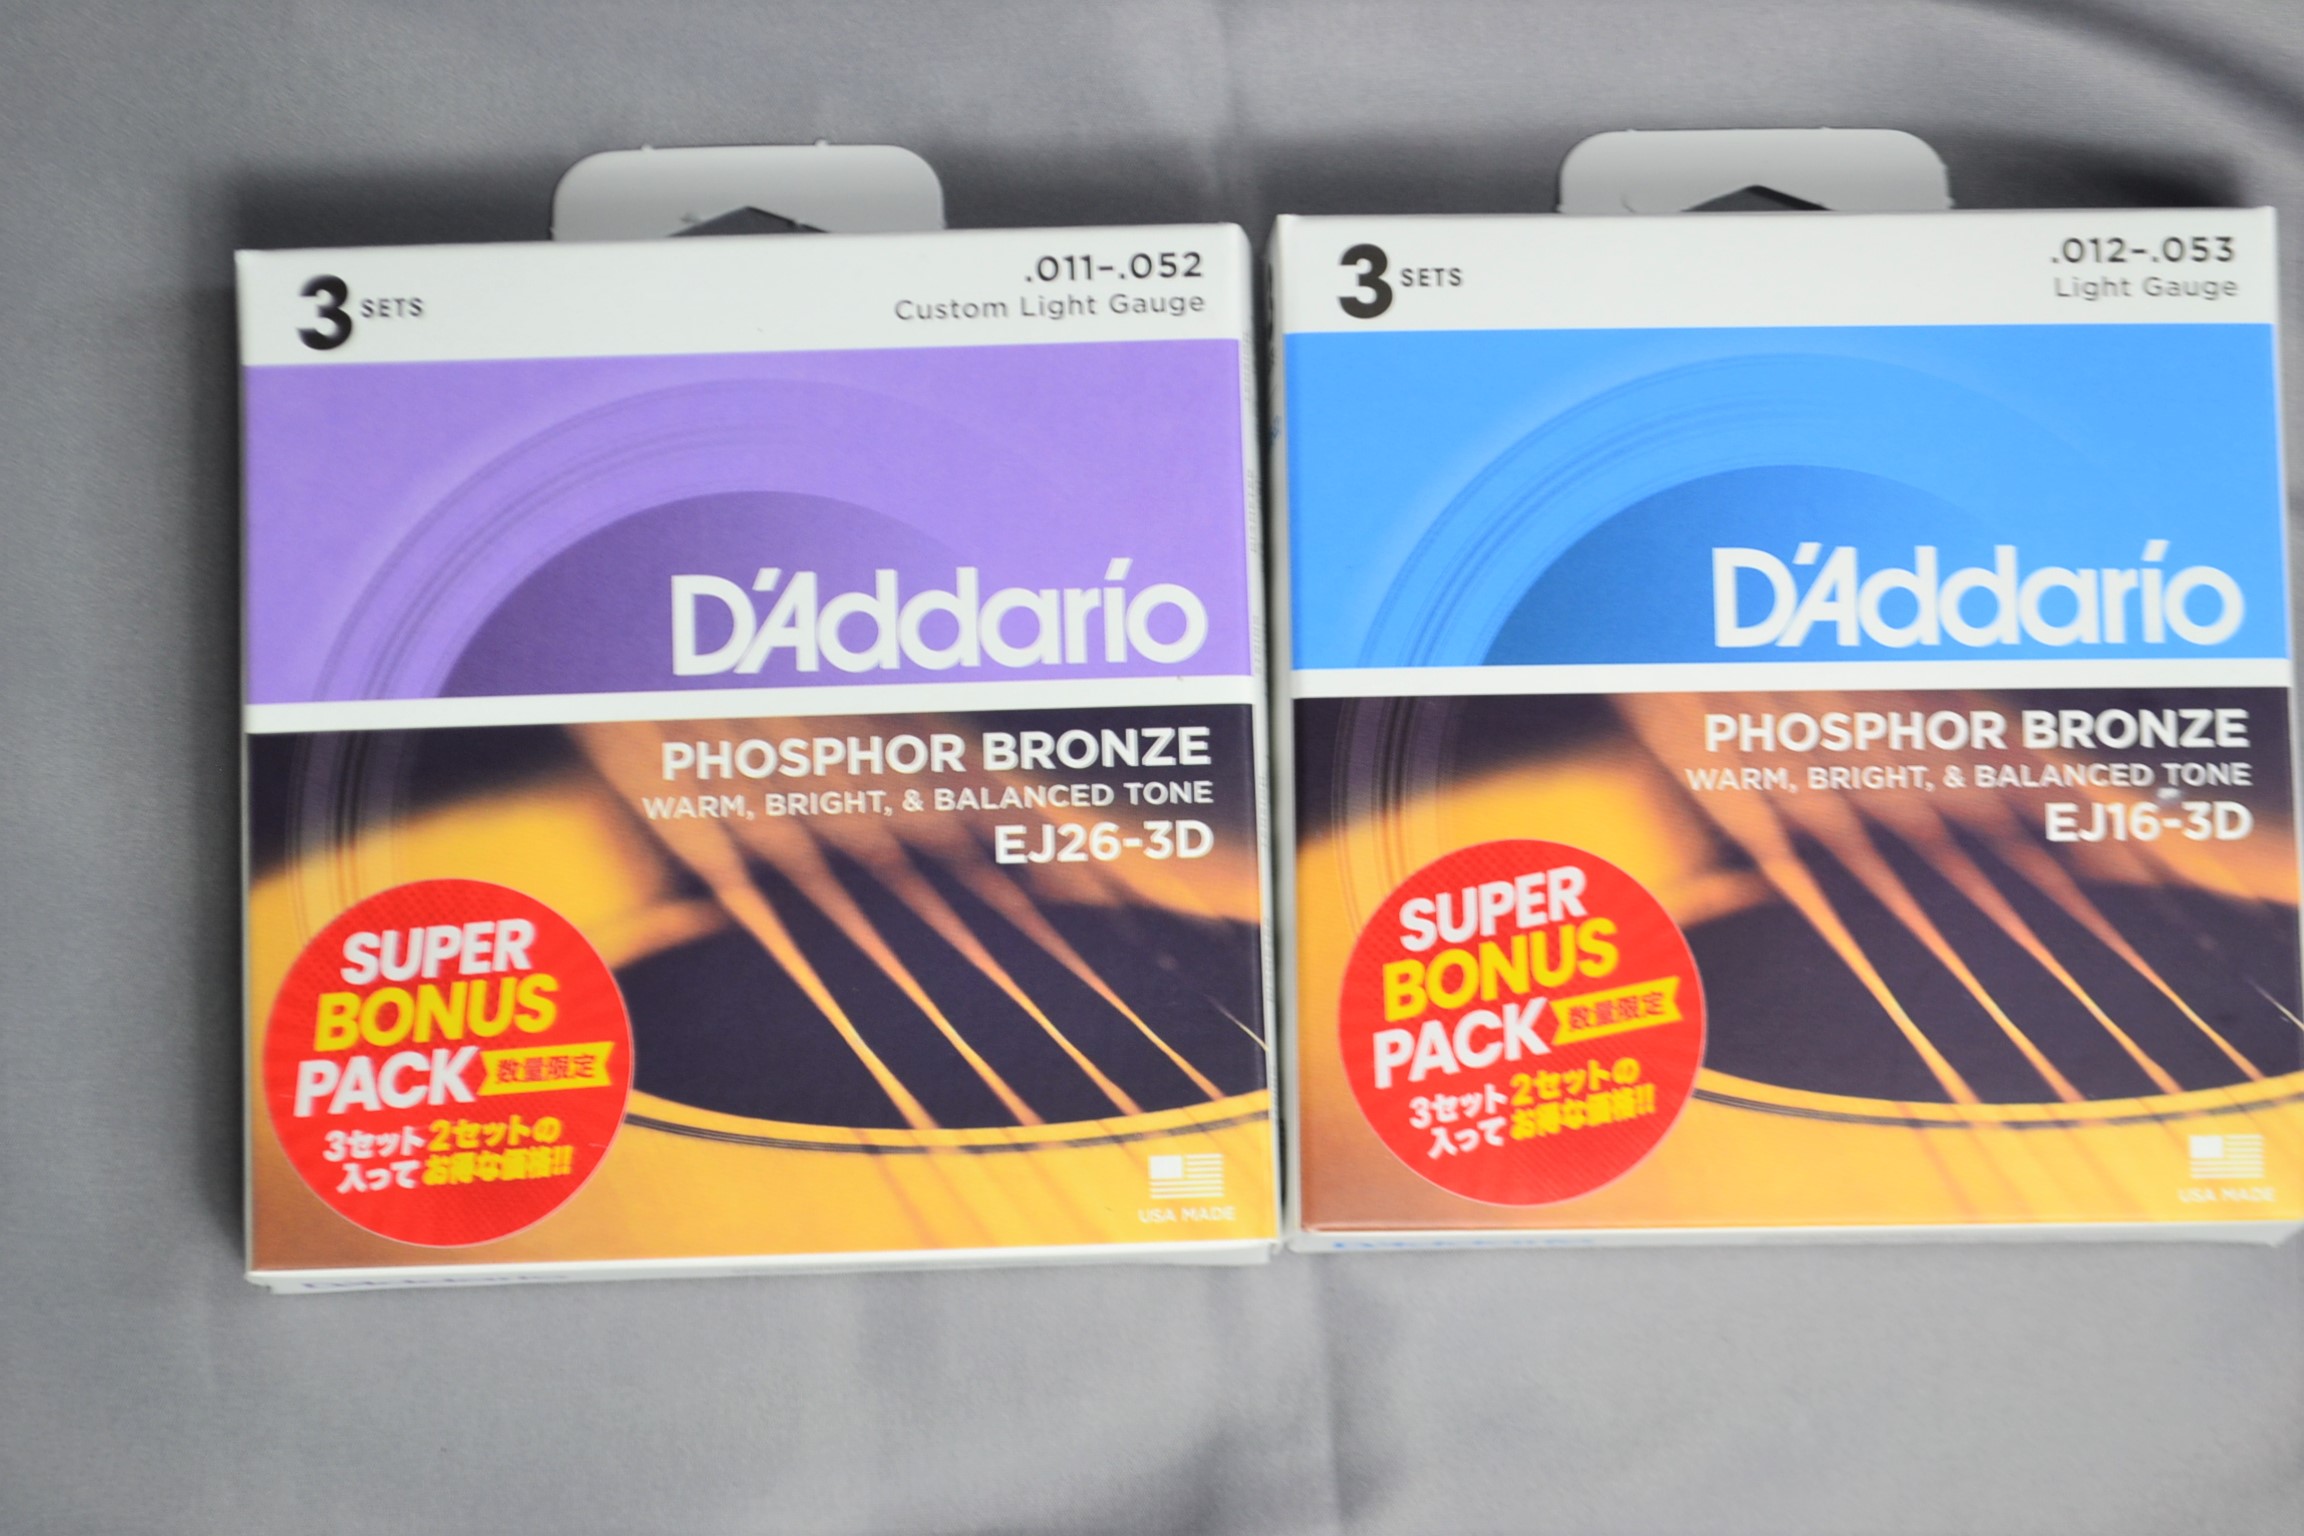 3 SETS
.011–.052
Custom Light Gauge
D'Addario
PHOSPHOR BRONZE
WARM, BRIGHT, & BALANCED TONE
EJ26-3D
SUPER
BONUS
PACK 数量限定
3セット 2セットの
入って お得な価格!!
USA MADE
3 SETS
.012–.053
Light Gauge
D'Addario
PHOSPHOR BRONZE
WARM, BRIGHT, & BALANCED TONE
EJ16-3D
SUPER
BONUS
PACK 数量限定
3セット 2セットの
入って お得な価格!!
USA MADE